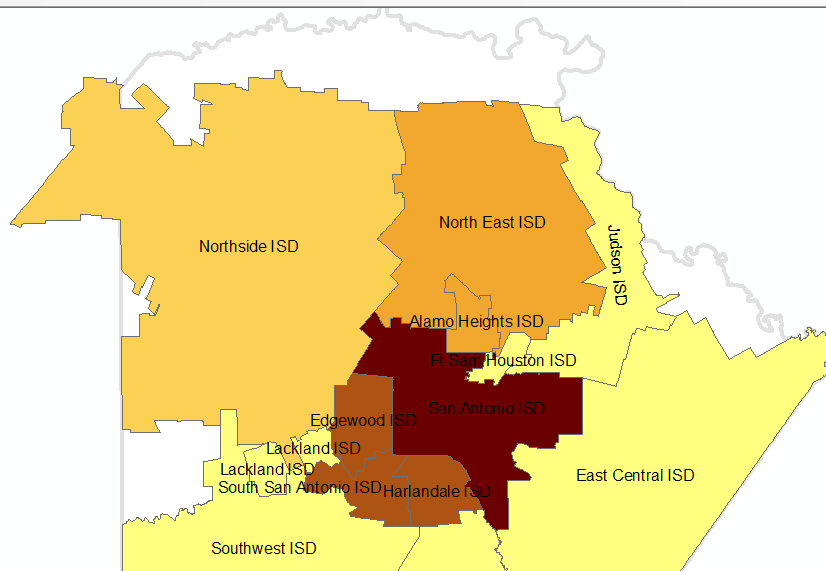 North East ISD
Northside ISD
Judson ISD
Alamo Heights ISD
Ft Sam Houston ISD
San Antonio ISD
Edgewood ISD
Lackland ISD
Lackland ISD
East Central ISD
South San Antonio ISD
Harlandale ISD
Southwest ISD